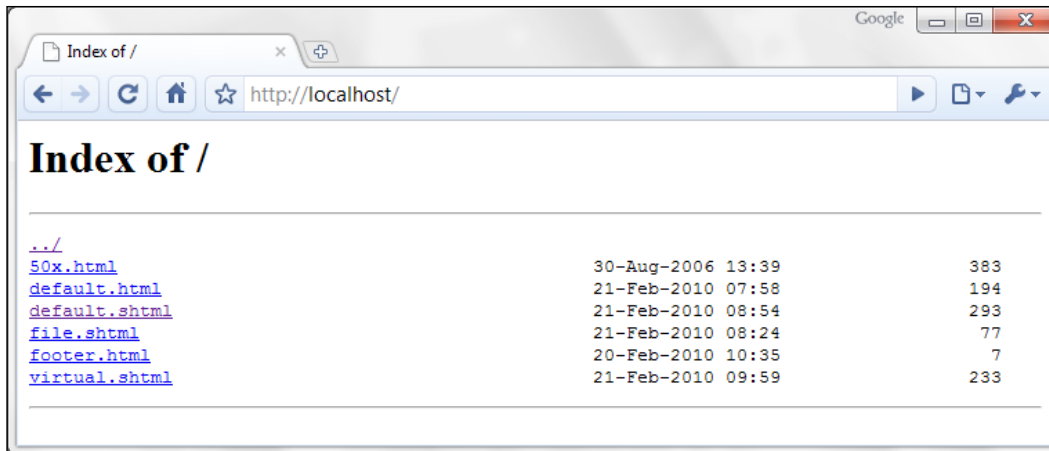 Google
Index of /
http://localhost/
Index of /
../
50x.html 30-Aug-2006 13:39 383
default.html 21-Feb-2010 07:58 194
default.shtml 21-Feb-2010 08:54 293
file.shtml 21-Feb-2010 08:24 77
footer.html 20-Feb-2010 10:35 7
virtual.shtml 21-Feb-2010 09:59 233